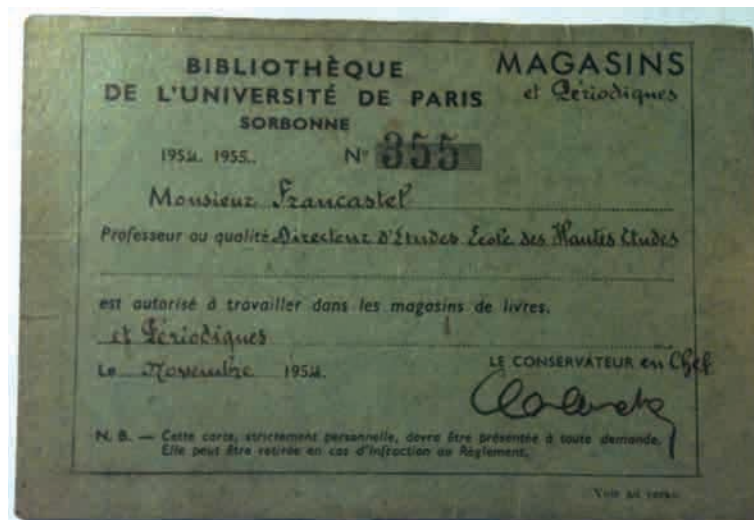 BIBLIOTHÈQUE
DE L'UNIVERSITÉ DE PARIS
SORBONNE
MAGASINS
et Périodiques
1954. 1955.. N° 355
Monsieur Francastel
Professeur ou qualité Directeur d'Études École des Hautes Études
est autorisé à travailler dans les magasins de livres.
et Périodiques
Le Novembre 1954.
LE CONSERVATEUR en Chef
N. B. — Cette carte, strictement personnelle, devra être présentée à toute demande.
Elle peut être retirée en cas d'infraction au Règlement.
Voir au verso.